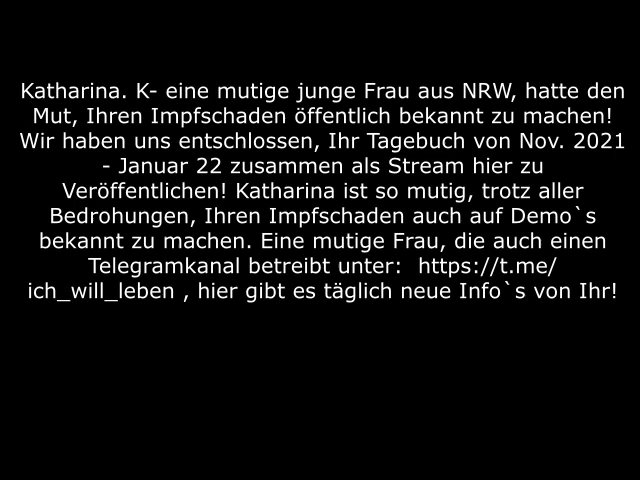 Katharina. K- eine mutige junge Frau aus NRW, hatte den
Mut, Ihren Impfschaden öffentlich bekannt zu machen!
Wir haben uns entschlossen, Ihr Tagebuch von Nov. 2021
- Januar 22 zusammen als Stream hier zu
Veröffentlichen! Katharina ist so mutig, trotz aller
Bedrohungen, Ihren Impfschaden auch auf Demo`s
bekannt zu machen. Eine mutige Frau, die auch einen
Telegramkanal betreibt unter:  https://t.me/
ich_will_leben , hier gibt es täglich neue Info`s von Ihr!